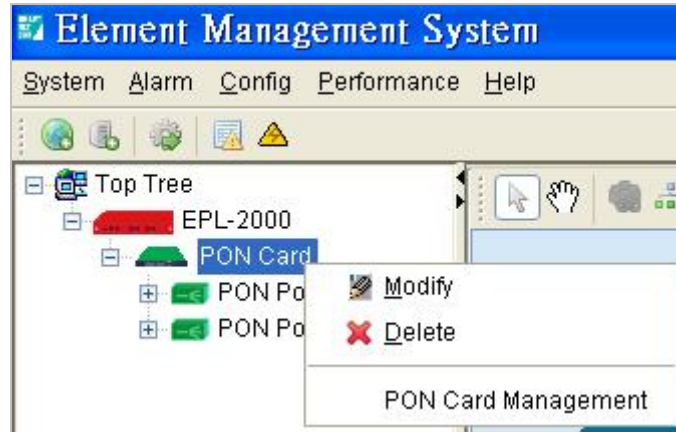 Element Management System
System Alarm Config Performance Help
Top Tree
EPL-2000
PON Card
PON Po
PON Po
Modify
Delete
PON Card Management